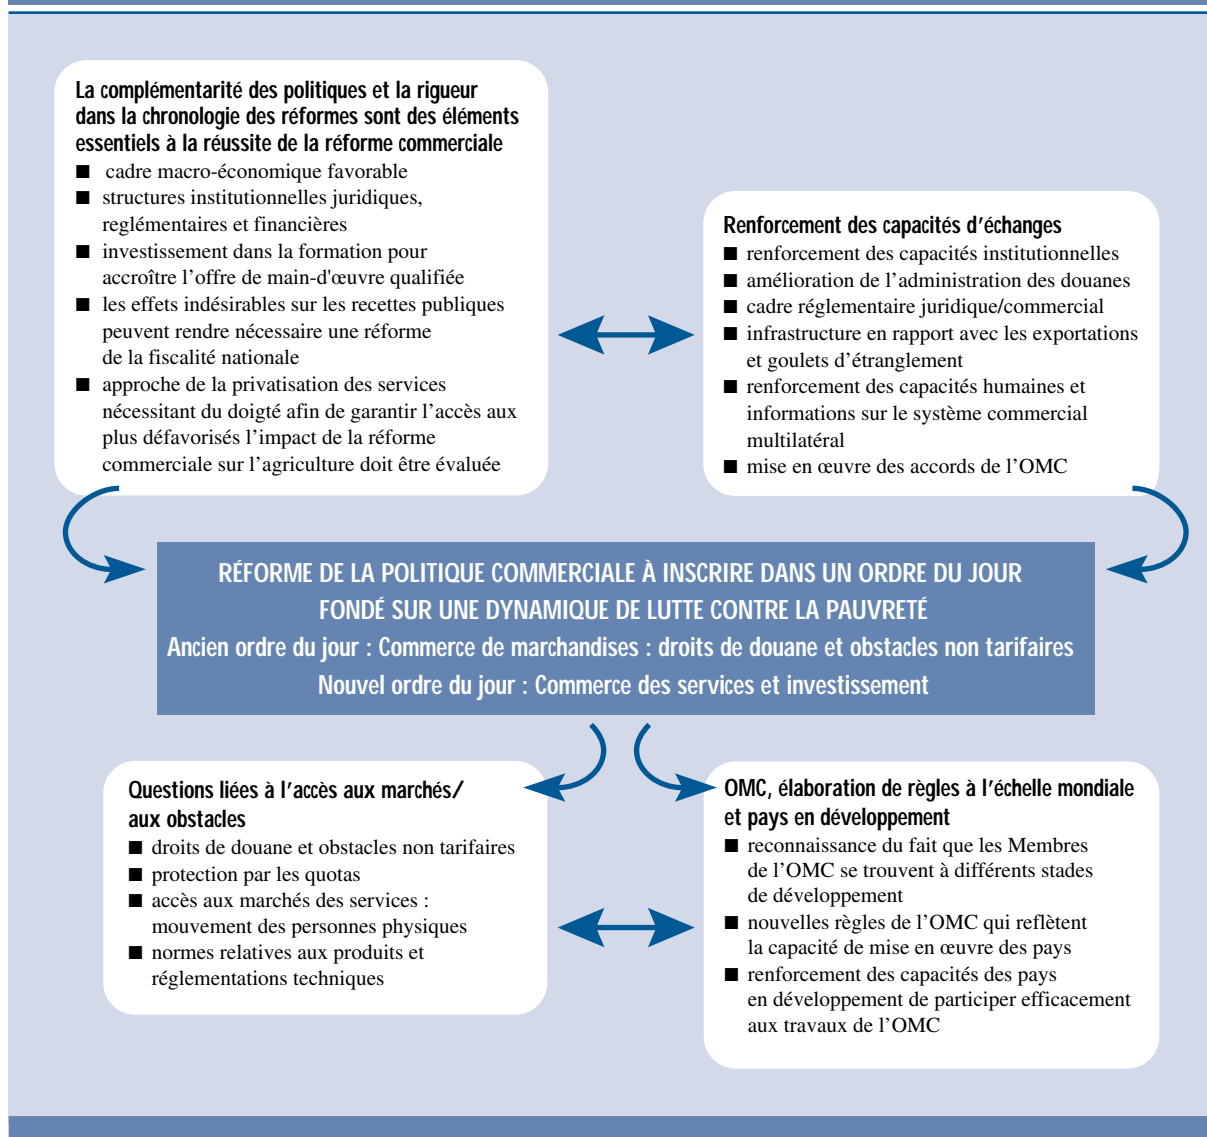 La complémentarité des politiques et la rigueur
dans la chronologie des réformes sont des éléments
essentiels à la réussite de la réforme commerciale
■ cadre macro-économique favorable
■ structures institutionnelles juridiques,
reglémentaires et financières
■ investissement dans la formation pour
accroître l’offre de main-d'œuvre qualifiée
■ les effets indésirables sur les recettes publiques
peuvent rendre nécessaire une réforme
de la fiscalité nationale
■ approche de la privatisation des services
nécessitant du doigté afin de garantir l’accès aux
plus défavorisés l’impact de la réforme
commerciale sur l’agriculture doit être évaluée
Renforcement des capacités d’échanges
■ renforcement des capacités institutionnelles
■ amélioration de l’administration des douanes
■ cadre réglementaire juridique/commercial
■ infrastructure en rapport avec les exportations
et goulets d’étranglement
■ renforcement des capacités humaines et
informations sur le système commercial
multilatéral
■ mise en œuvre des accords de l’OMC
RÉFORME DE LA POLITIQUE COMMERCIALE À INSCRIRE DANS UN ORDRE DU JOUR
FONDÉ SUR UNE DYNAMIQUE DE LUTTE CONTRE LA PAUVRETÉ
Ancien ordre du jour : Commerce de marchandises : droits de douane et obstacles non tarifaires
Nouvel ordre du jour : Commerce des services et investissement
Questions liées à l’accès aux marchés/
aux obstacles
■ droits de douane et obstacles non tarifaires
■ protection par les quotas
■ accès aux marchés des services :
mouvement des personnes physiques
■ normes relatives aux produits et
réglementations techniques
OMC, élaboration de règles à l’échelle mondiale
et pays en développement
■ reconnaissance du fait que les Membres
de l’OMC se trouvent à différents stades
de développement
■ nouvelles règles de l’OMC qui reflètent
la capacité de mise en œuvre des pays
■ renforcement des capacités des pays
en développement de participer efficacement
aux travaux de l’OMC